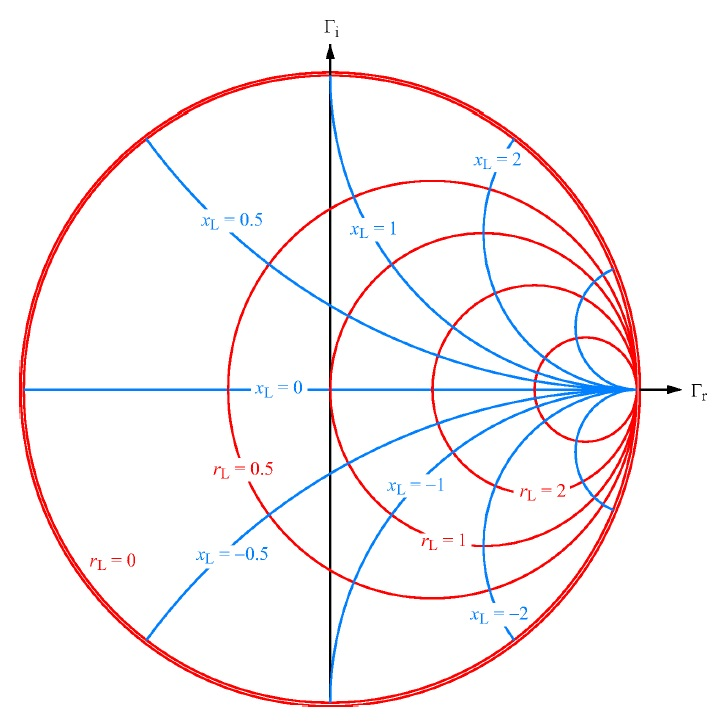 Γi
xL = 2
xL = 0.5
xL = 1
xL = 0
Γr
rL = 0.5
xL = −1
rL = 2
rL = 1
xL = −0.5
rL = 0
xL = −2